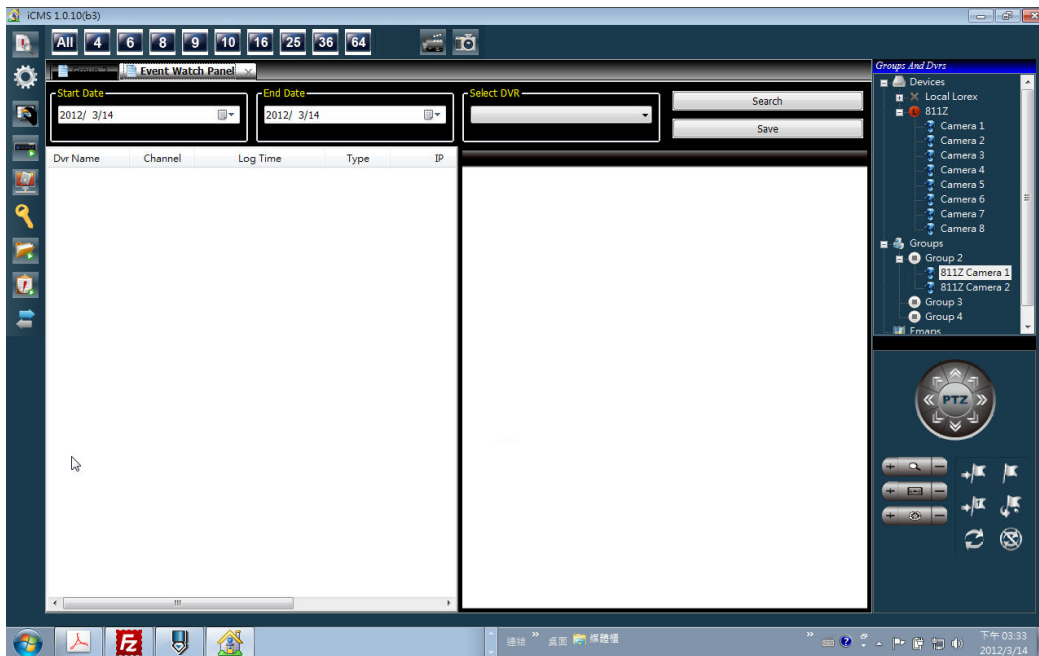 iCMS 1.0.10(b3)
All 4 6 8 9 10 16 25 36 64
Event Watch Panel
Groups And Dvrs
Start Date
2012/ 3/14
End Date
2012/ 3/14
Select DVR
Search
Save
Dvr Name Channel Log Time Type IP
Devices
Local Lorex
811Z
Camera 1
Camera 2
Camera 3
Camera 4
Camera 5
Camera 6
Camera 7
Camera 8
Groups
Group 2
811Z Camera 1
811Z Camera 2
Group 3
Group 4
Emaps
PTZ
連結 桌面 媒體櫃
下午 03:33
2012/3/14